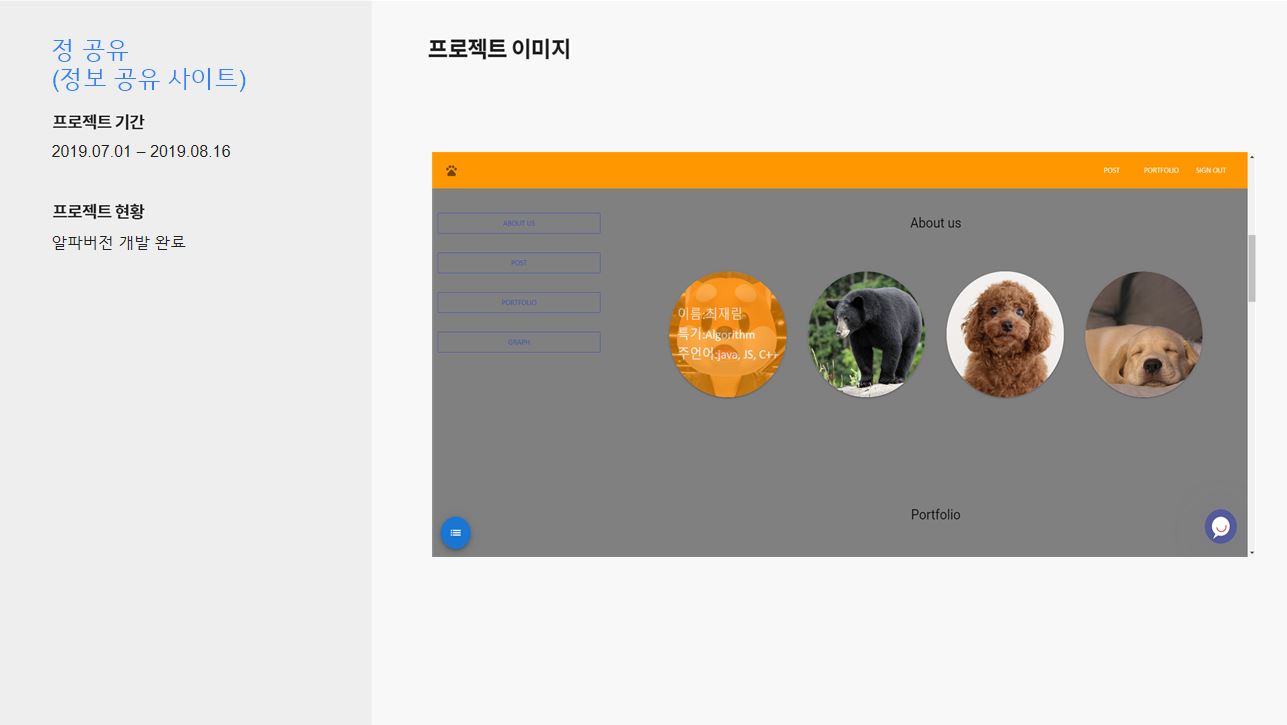 정 공유
(정보 공유 사이트)
프로젝트 기간
2019.07.01 – 2019.08.16
프로젝트 현황
알파버전 개발 완료
프로젝트 이미지
POST PORTFOLIO SIGN OUT
ABOUT US
POST
PORTFOLIO
GRAPH
About us
이름:최재림
특기:Algorithm
주언어:java, JS, C++
Portfolio